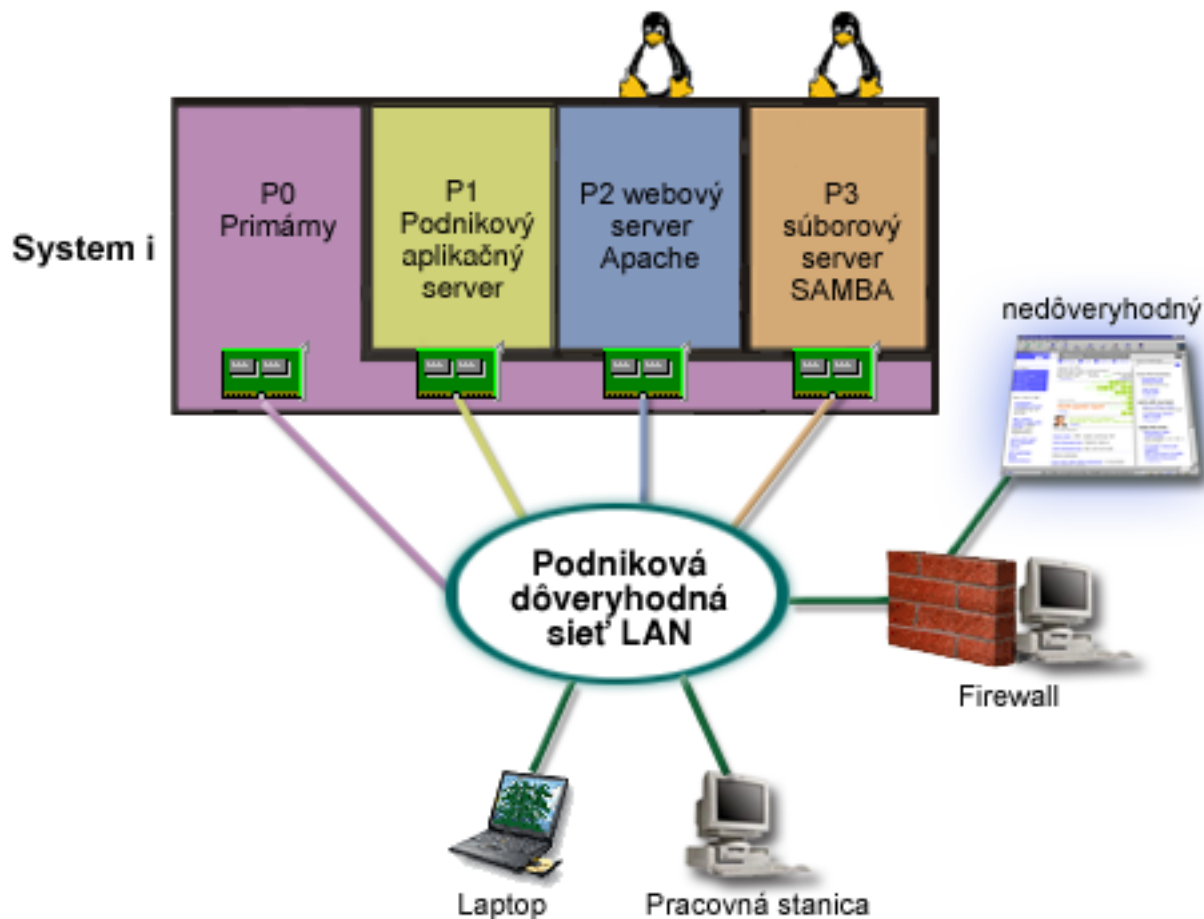 System i
P0
Primárny
P1
Podnikový
aplikačný
server
P2 webový
server
Apache
P3
súborový
server
SAMBA
nedôveryhodný
Podniková
dôveryhodná
sieť LAN
Firewall
Laptop
Pracovná stanica